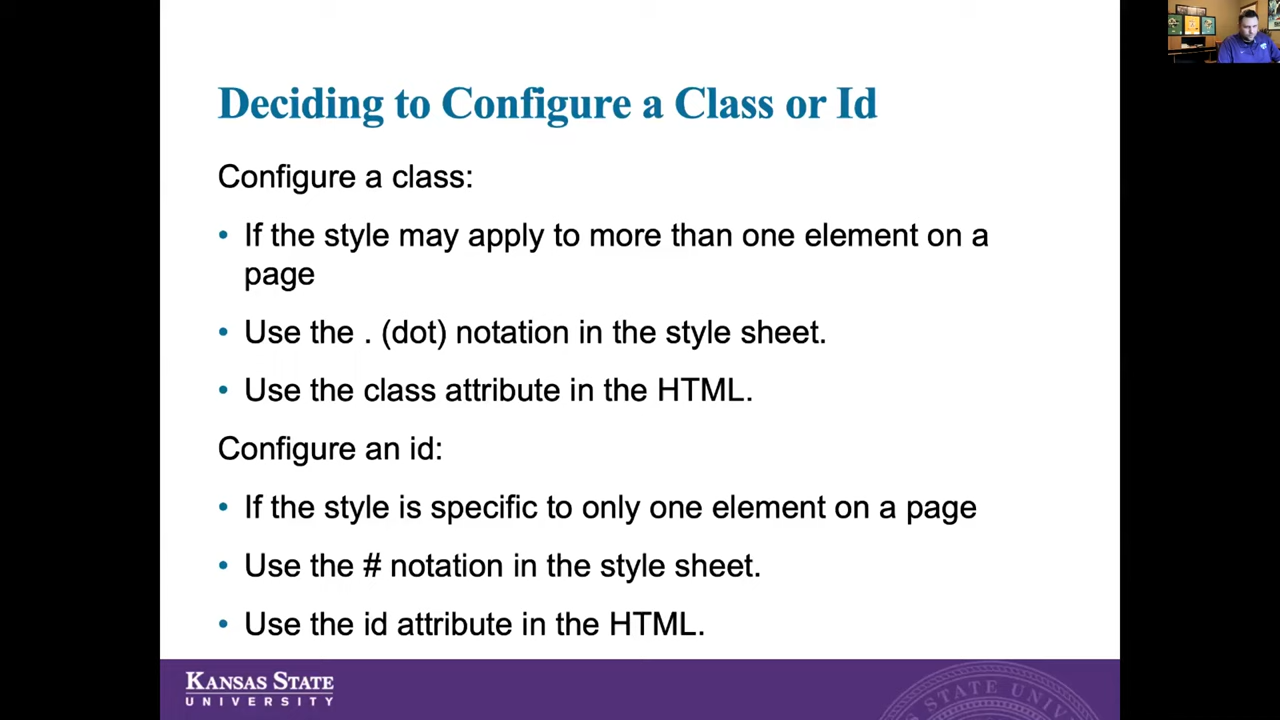 Deciding to Configure a Class or Id
Configure a class:
• If the style may apply to more than one element on a
page
• Use the . (dot) notation in the style sheet.
• Use the class attribute in the HTML.
Configure an id:
• If the style is specific to only one element on a page
• Use the # notation in the style sheet.
• Use the id attribute in the HTML.
KANSAS STATE
UNIVERSITY
STATE UNI